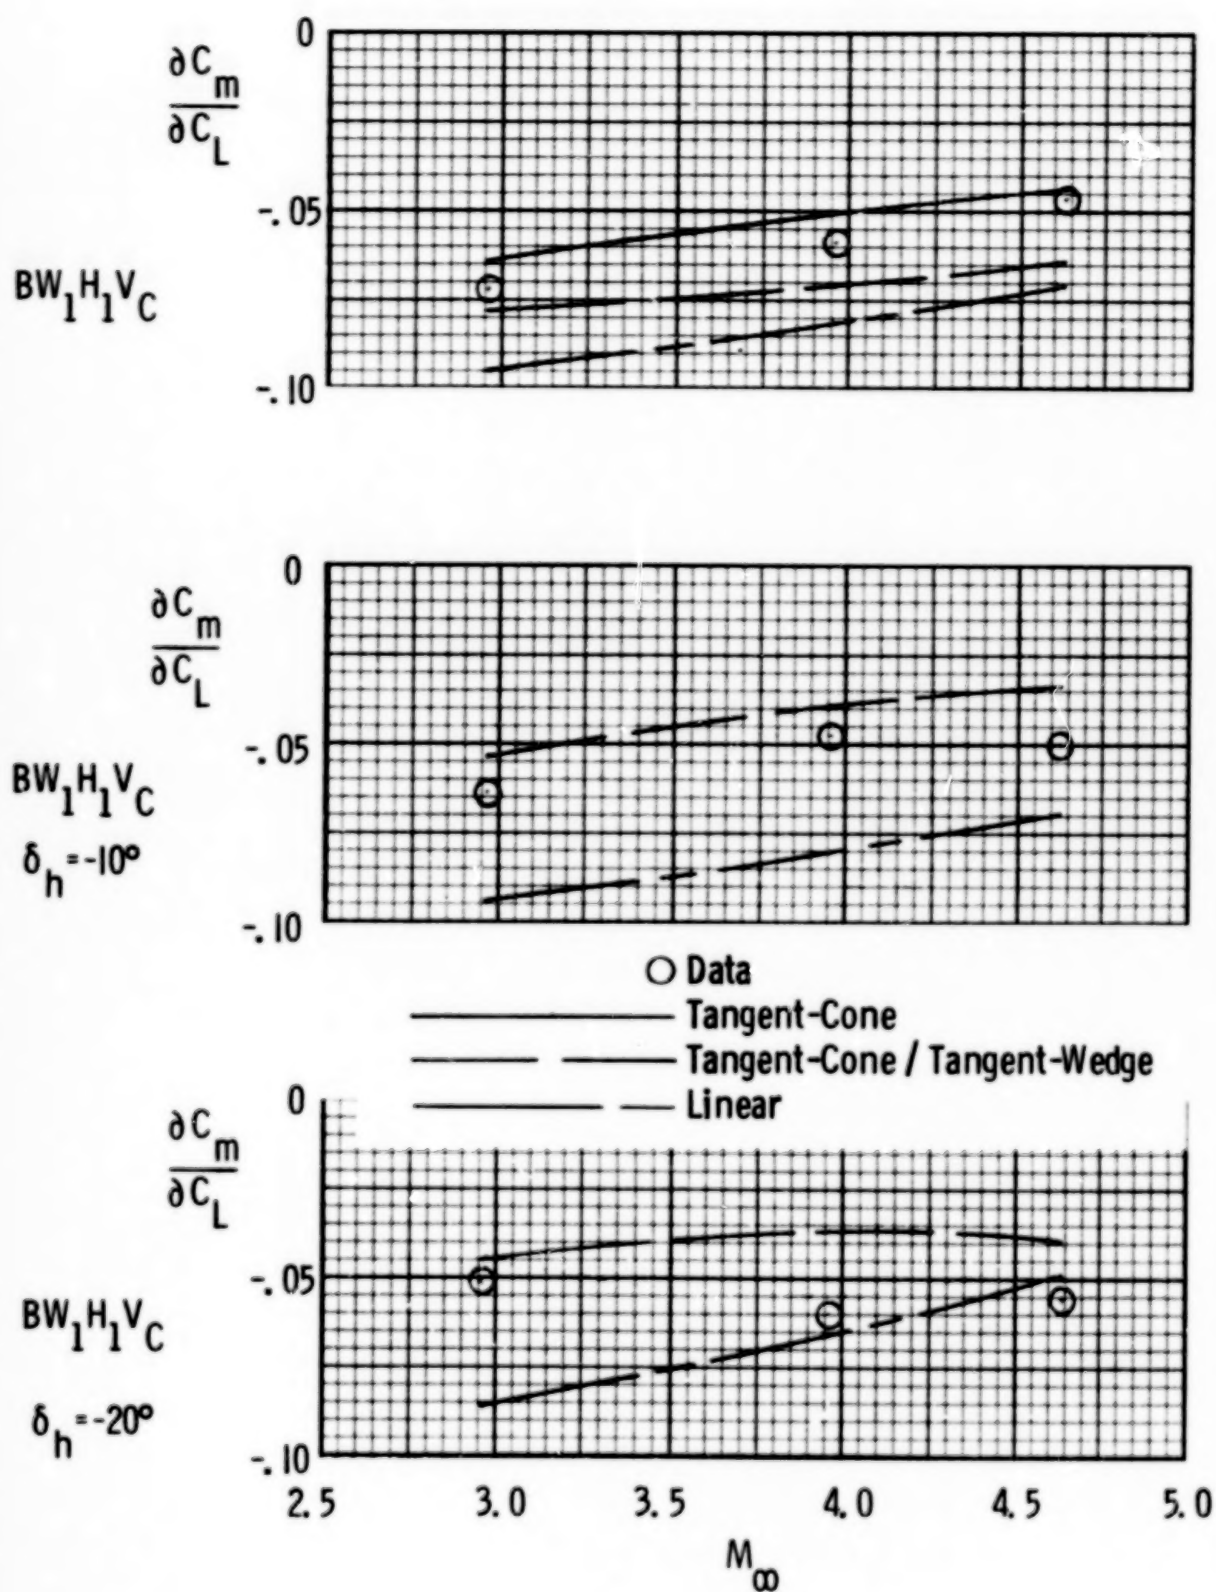 0
∂C_m
∂C_L
-.05
BW_1H_1V_C
-.10
0
∂C_m
∂C_L
-.05
BW_1H_1V_C
δ_h = -10°
-.10
Data
Tangent-Cone
Tangent-Cone / Tangent-Wedge
Linear
0
∂C_m
∂C_L
-.05
BW_1H_1V_C
δ_h = -20°
-.10
2.5 3.0 3.5 4.0 4.5 5.0
M_∞